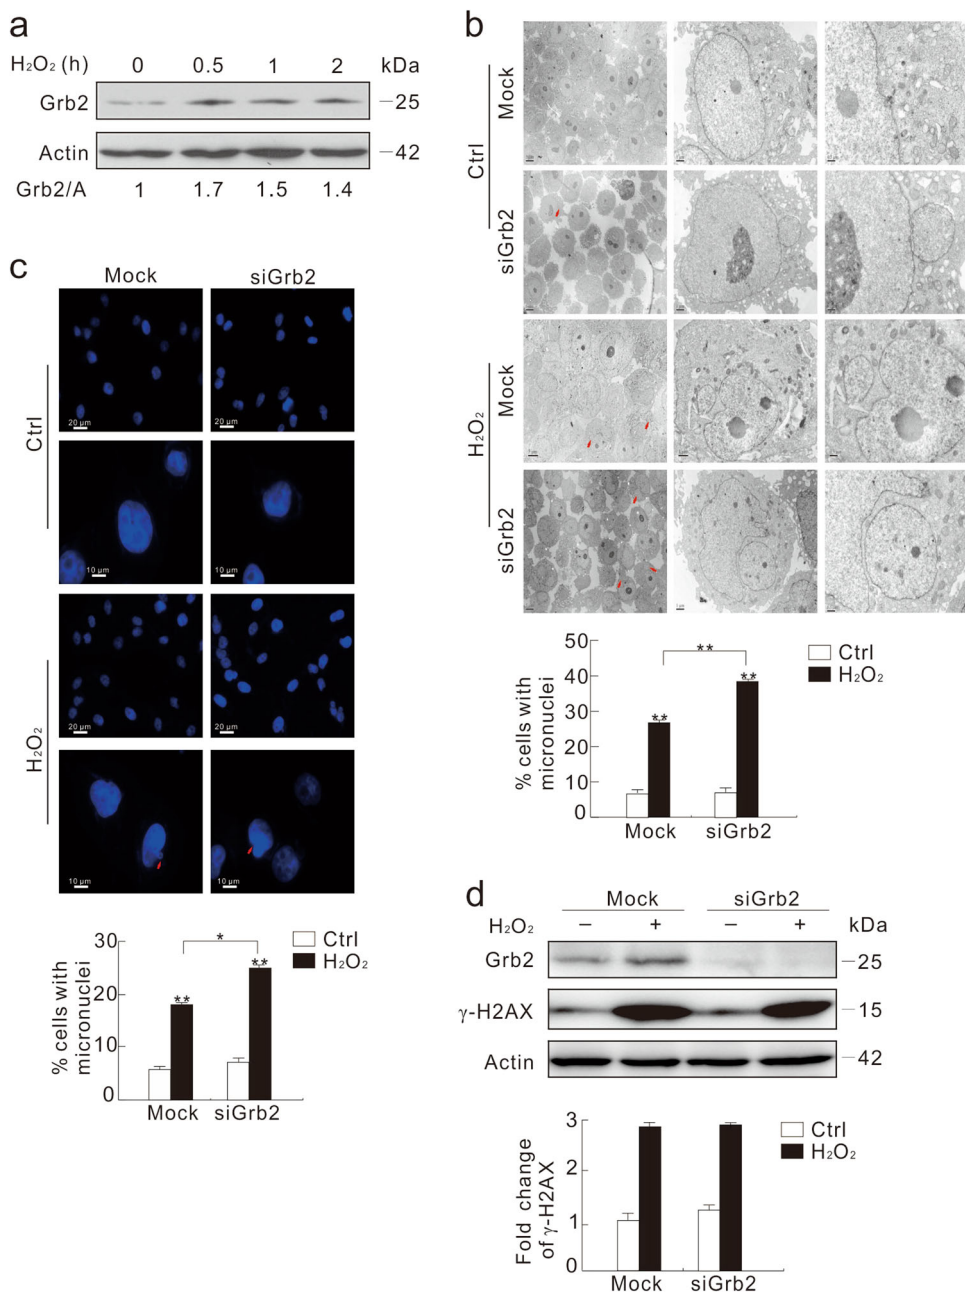 a
H₂O₂ (h) 0 0.5 1 2 kDa
Grb2 25
Actin 42
Grb2/A 1 1.7 1.5 1.4
b
Ctrl
Mock
siGrb2
H₂O₂
Mock
siGrb2
50
40
30
20
10
0
% cells with
micronuclei
** ** **
Mock siGrb2
Ctrl
H₂O₂
c
Mock siGrb2
Ctrl
20 μm 20 μm
10 μm 10 μm
H₂O₂
20 μm 20 μm
10 μm 10 μm
30
20
10
0
% cells with
micronuclei
** * **
Mock siGrb2
Ctrl
H₂O₂
d
Mock siGrb2
H₂O₂ – + – + kDa
Grb2 25
γ-H2AX 15
Actin 42
3
2
1
0
Fold change
of γ-H2AX
Mock siGrb2
Ctrl
H₂O₂